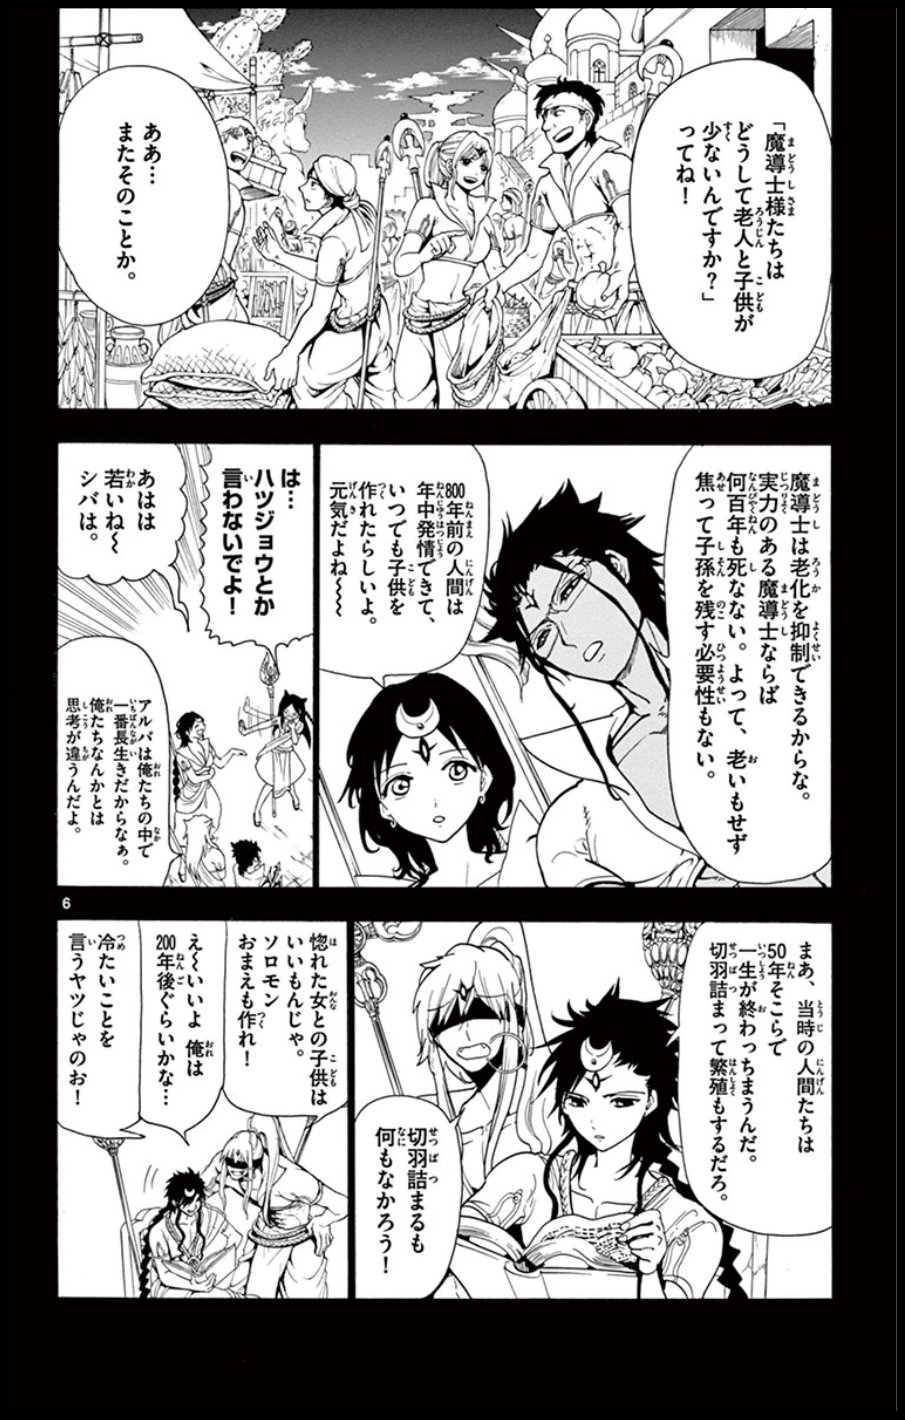 「魔導士様たちは
どうして老人と子供が
少ないんですか？」
ってね！
ああ…
またそのことか。
魔導士は老化を抑制できるからな。
実力のある魔導士ならば
何百年も死なない。よって、老いもせず
焦って子孫を残す必要性もない。
800年前の人間は
年中発情できて、
いつでも子供を
作れたらしいよ。
元気だよね〜〜
は…
ハツジョウとか
言わないでよ！
あはは
若いね〜
シバは。
アルバは俺たちの中で
一番長生きだからなぁ。
俺たちなんかとは
思考が違うんだよ。
6
まあ、当時の人間たちは
50年そこらで
一生が終わっちまうんだ。
切羽詰まって繁殖もするだろ。
切羽詰まるも
何もなかろう！
惚れた女との子供は
いいもんじゃ。
ソロモン
おまえも作れ！
え〜いいよ 俺は
200年後ぐらいかな…
冷たいことを
言うヤツじゃのお！